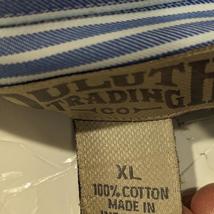 DULUTH
TRADING
CO
XL
100% COTTON
MADE IN